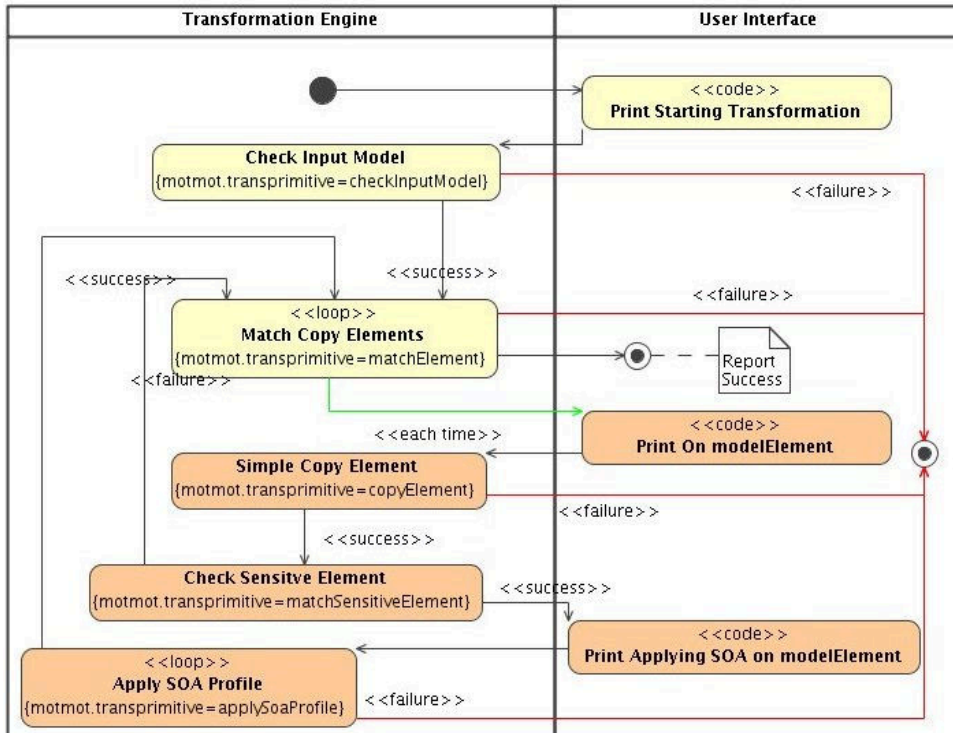 Transformation Engine
User Interface
<<code>>
Print Starting Transformation
Check Input Model
{motmot.transprimitive=checkInputModel}
<<failure>>
<<success>>
<<success>>
<<failure>>
<<loop>>
Match Copy Elements
{motmot.transprimitive=matchElement}
Report
Success
<<failure>>
<<code>>
Print On modelElement
<<each time>>
Simple Copy Element
{motmot.transprimitive=copyElement}
<<failure>>
<<success>>
Check Sensitve Element
{motmot.transprimitive=matchSensitiveElement}
<<success>>
<<code>>
Print Applying SOA on modelElement
<<loop>>
Apply SOA Profile
{motmot.transprimitive=applySoaProfile}
<<failure>>